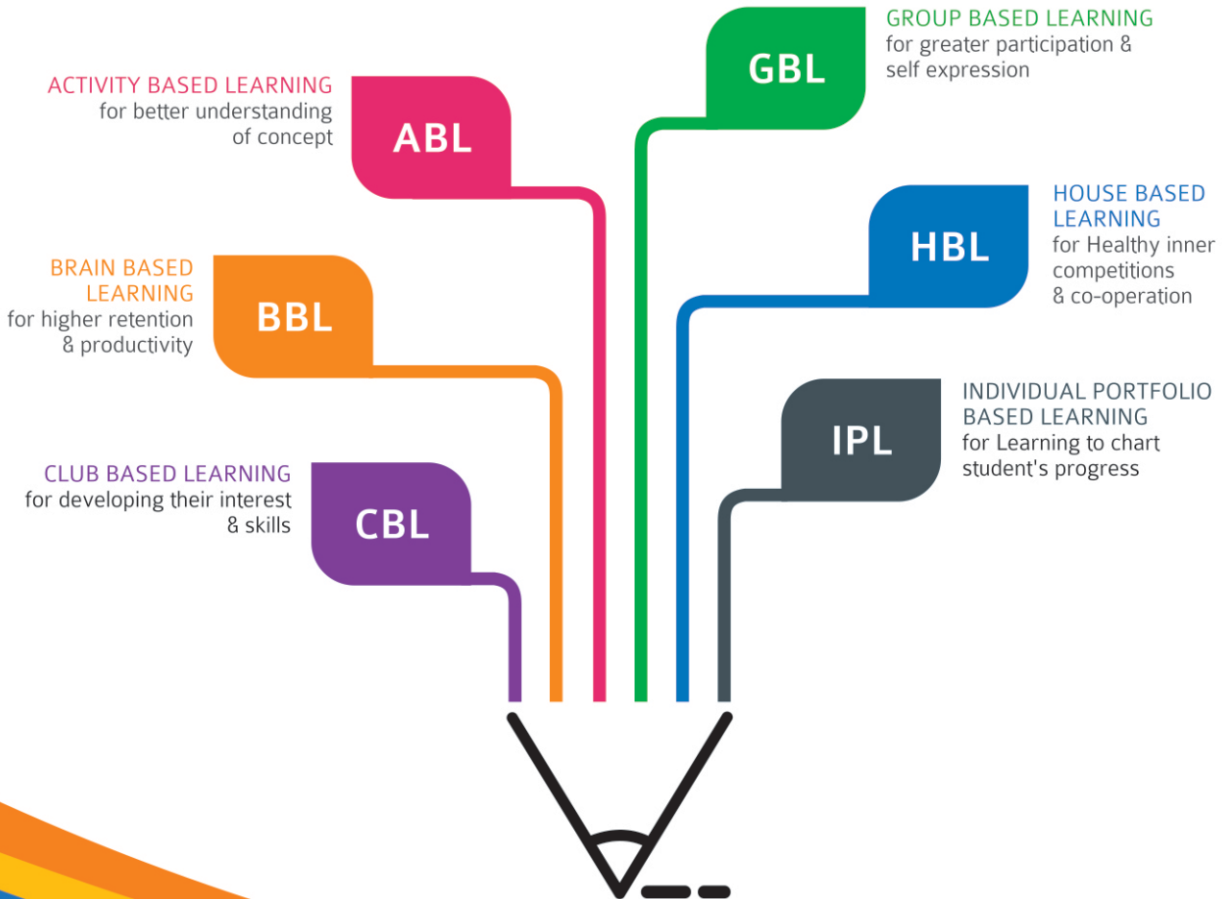 ACTIVITY BASED LEARNING
for better understanding
of concept
ABL
BRAIN BASED
LEARNING
for higher retention
& productivity
BBL
CLUB BASED LEARNING
for developing their interest
& skills
CBL
GBL
GROUP BASED LEARNING
for greater participation &
self expression
HBL
HOUSE BASED
LEARNING
for Healthy inner
competitions
& co-operation
IPL
INDIVIDUAL PORTFOLIO
BASED LEARNING
for Learning to chart
student's progress